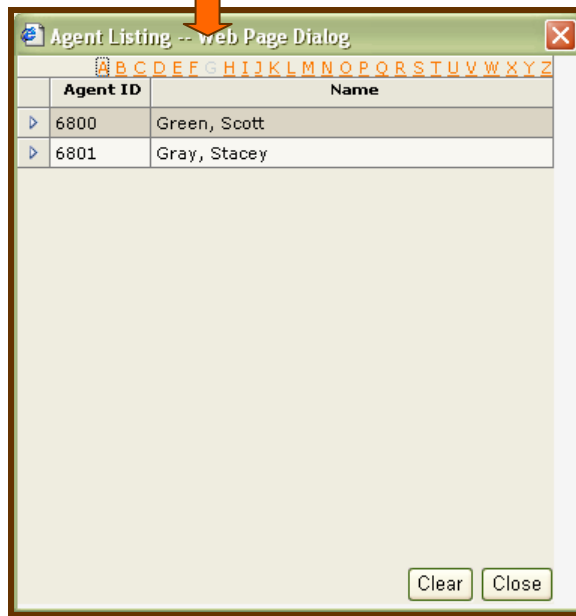 Agent Listing -- Web Page Dialog
A B C D E F G H I J K L M N O P Q R S T U V W X Y Z
Agent ID Name
6800 Green, Scott
6801 Gray, Stacey
Clear Close